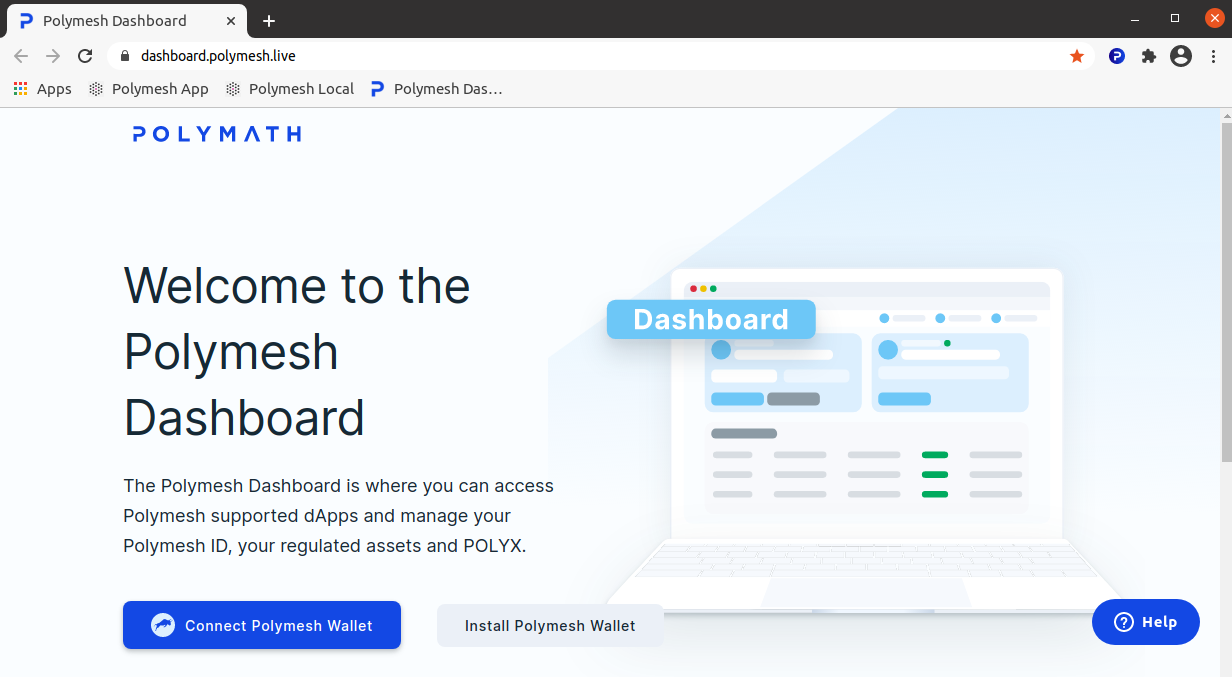 Polymesh Dashboard
dashboard.polymesh.live
Apps
Polymesh App
Polymesh Local
Polymesh Das...
POLYMATH
Welcome to the
Polymesh
Dashboard
Dashboard
The Polymesh Dashboard is where you can access
Polymesh supported dApps and manage your
Polymesh ID, your regulated assets and POLYX.
Connect Polymesh Wallet
Install Polymesh Wallet
Help